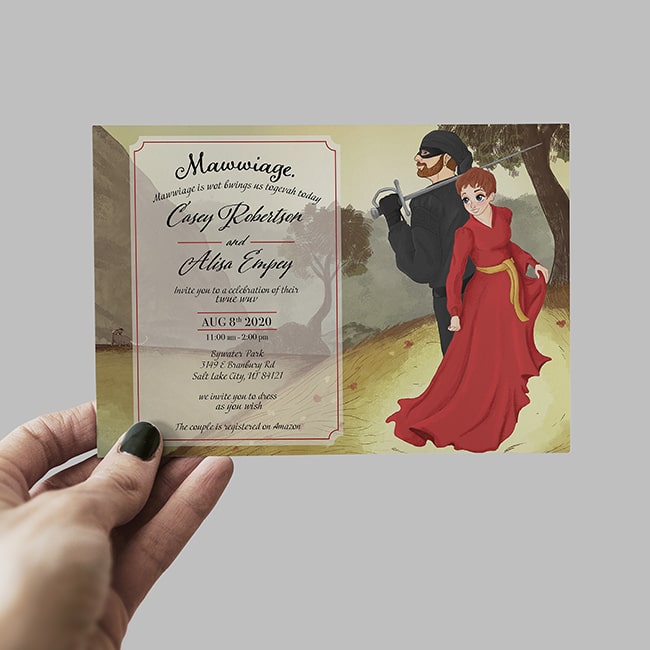 Mawwiage.
Mawwiage is wot bwings us togevah today
Casey Robertson
and
Alisa Empey
Invite you to a celebration of their
twue wuv
AUG 8th 2020
11:00 am - 2:00 pm
Bywater Park
3149 E Branbury Rd
Salt Lake City, UT 84121
we invite you to dress
as you wish
The couple is registered on Amazon